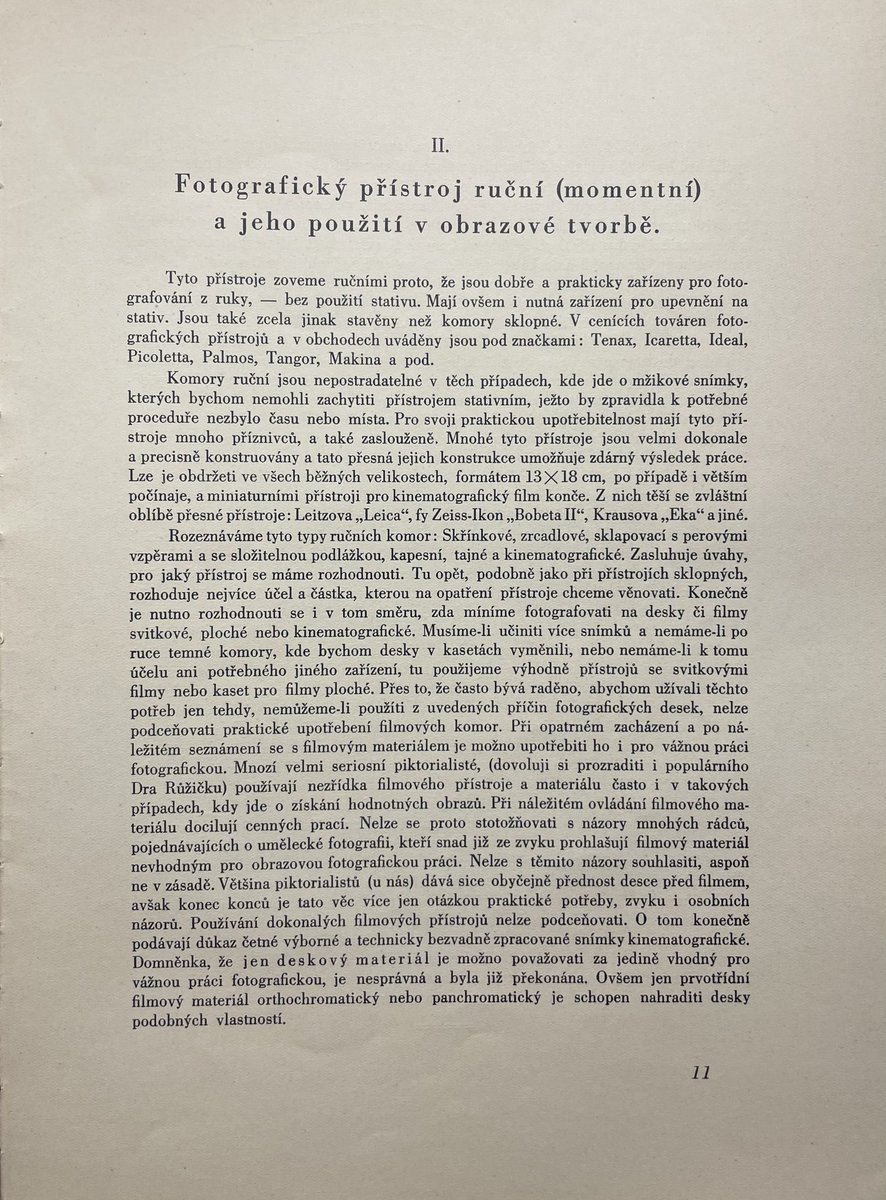 II.
Fotografický přístroj ruční (momentní)
a jeho použití v obrazové tvorbě.
Tyto přístroje zoveme ručními proto, že jsou dobře a prakticky zařízeny pro foto-
grafování z ruky, — bez použití stativu. Mají ovšem i nutná zařízení pro upevnění na
stativ. Jsou také zcela jinak stavěny než komory sklopné. V cenících továren foto-
grafických přístrojů a v obchodech uváděny jsou pod značkami: Tenax, Icaretta, Ideal,
Picoletta, Palmos, Tangor, Makina a pod.
Komory ruční jsou nepostradatelné v těch případech, kde jde o mžikové snímky,
kterých bychom nemohli zachytiti přístrojem stativním, ježto by zpravidla k potřebné
proceduře nezbylo času nebo místa. Pro svoji praktickou upotřebitelnost mají tyto pří-
stroje mnoho příznivců, a také zaslouženě. Mnohé tyto přístroje jsou velmi dokonale
a precisně konstruovány a tato přesná jejich konstrukce umožňuje zdárný výsledek práce.
Lze je obdržeti ve všech běžných velikostech, formátem 13×18 cm, po případě i větším
počínaje, a miniaturními přístroji pro kinematografický film konče. Z nich těší se zvláštní
oblíbě přesné přístroje: Leitzova „Leica“, fy Zeiss-Ikon „Bobeta II“, Krausova „Eka“ a jiné.
Rozeznáváme tyto typy ručních komor: Skřínkové, zrcadlové, sklapovací s perovými
vzpěrami a se složitelnou podlážkou, kapesní, tajné a kinematografické. Zasluhuje úvahy,
pro jaký přístroj se máme rozhodnouti. Tu opět, podobně jako při přístrojích sklopných,
rozhoduje nejvíce účel a částka, kterou na opatření přístroje chceme věnovati. Konečně
je nutno rozhodnouti se i v tom směru, zda míníme fotografovati na desky či filmy
svitkové, ploché nebo kinematografické. Musíme-li učiniti více snímků a nemáme-li po
ruce temné komory, kde bychom desky v kasetách vyměnili, nebo nemáme-li k tomu
účelu ani potřebného jiného zařízení, tu použijeme výhodně přístrojů se svitkovými
filmy nebo kaset pro filmy ploché. Přes to, že často bývá raděno, abychom užívali těchto
potřeb jen tehdy, nemůžeme-li použíti z uvedených příčin fotografických desek, nelze
podceňovati praktické upotřebení filmových komor. Při opatrném zacházení a po ná-
ležitém seznámení se s filmovým materiálem je možno upotřebiti ho i pro vážnou práci
fotografickou. Mnozí velmi seriosní piktorialisté, (dovoluji si prozraditi i populárního
Dra Růžičku) používají nezřídka filmového přístroje a materiálu často i v takových
případech, kdy jde o získání hodnotných obrazů. Při náležitém ovládání filmového ma-
teriálu docilují cenných prací. Nelze se proto stotožňovati s názory mnohých rádců,
pojednávajících o umělecké fotografii, kteří snad již ze zvyku prohlašují filmový materiál
nevhodným pro obrazovou fotografickou práci. Nelze s těmito názory souhlasiti, aspoň
ne v zásadě. Většina piktorialistů (u nás) dává sice obyčejně přednost desce před filmem,
avšak konec konců je tato věc více jen otázkou praktické potřeby, zvyku i osobních
názorů. Používání dokonalých filmových přístrojů nelze podceňovati. O tom konečně
podávají důkaz četné výborné a technicky bezvadně zpracované snímky kinematografické.
Domněnka, že jen deskový materiál je možno považovati za jedině vhodný pro
vážnou práci fotografickou, je nesprávná a byla již překonána. Ovšem jen prvotřídní
filmový materiál orthochromatický nebo panchromatický je schopen nahraditi desky
podobných vlastností.
11